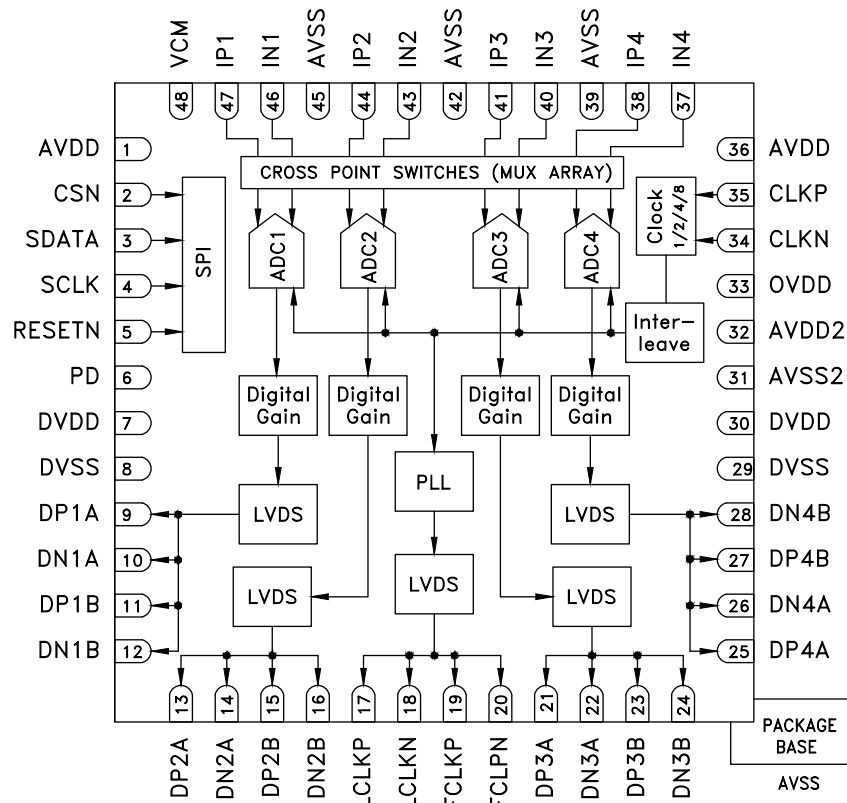 VCM IP1 IN1 AVSS IP2 IN2 AVSS IP3 IN3 AVSS IP4 IN4
48 47 46 45 44 43 42 41 40 39 38 37
AVDD 1
CSN 2
SDATA 3
SCLK 4
RESETN 5
PD 6
DVDD 7
DVSS 8
DP1A 9
DN1A 10
DP1B 11
DN1B 12
CROSS POINT SWITCHES (MUX ARRAY)
SPI
ADC1 ADC2 ADC3 ADC4
Clock
1/2/4/8
Inter-
leave
Digital
Gain
Digital
Gain
Digital
Gain
Digital
Gain
PLL
LVDS
LVDS
LVDS
LVDS
LVDS
36 AVDD
35 CLKP
34 CLKN
33 OVDD
32 AVDD2
31 AVSS2
30 DVDD
29 DVSS
28 DN4B
27 DP4B
26 DN4A
25 DP4A
13 14 15 16 17 18 19 20 21 22 23 24
DP2A DN2A DP2B DN2B LCLKP LCLKN FCLKP FCLPN DP3A DN3A DP3B DN3B
PACKAGE
BASE
AVSS